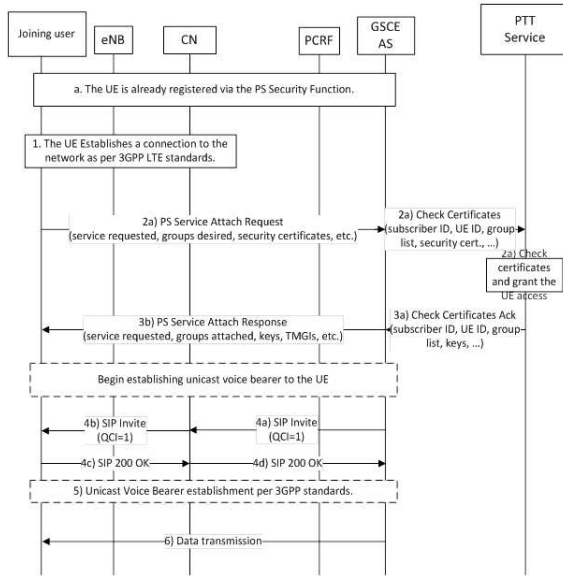 Joining user
eNB
CN
PCRF
GSCE
AS
PTT
Service
a. The UE is already registered via the PS Security Function.
1. The UE Establishes a connection to the
network as per 3GPP LTE standards.
2a) PS Service Attach Request
(service requested, groups desired, security certificates, etc.)
2a) Check Certificates
(subscriber ID, UE ID, group
list, security cert., ...)
2a) Check
certificates
and grant the
UE access
3b) PS Service Attach Response
(service requested, groups attached, keys, TMGIs, etc.)
3a) Check Certificates Ack
(subscriber ID, UE ID, group
list, keys, ...)
Begin establishing unicast voice bearer to the UE
4b) SIP Invite
(QCI=1)
4a) SIP Invite
(QCI=1)
4c) SIP 200 OK
4d) SIP 200 OK
5) Unicast Voice Bearer establishment per 3GPP standards.
6) Data transmission